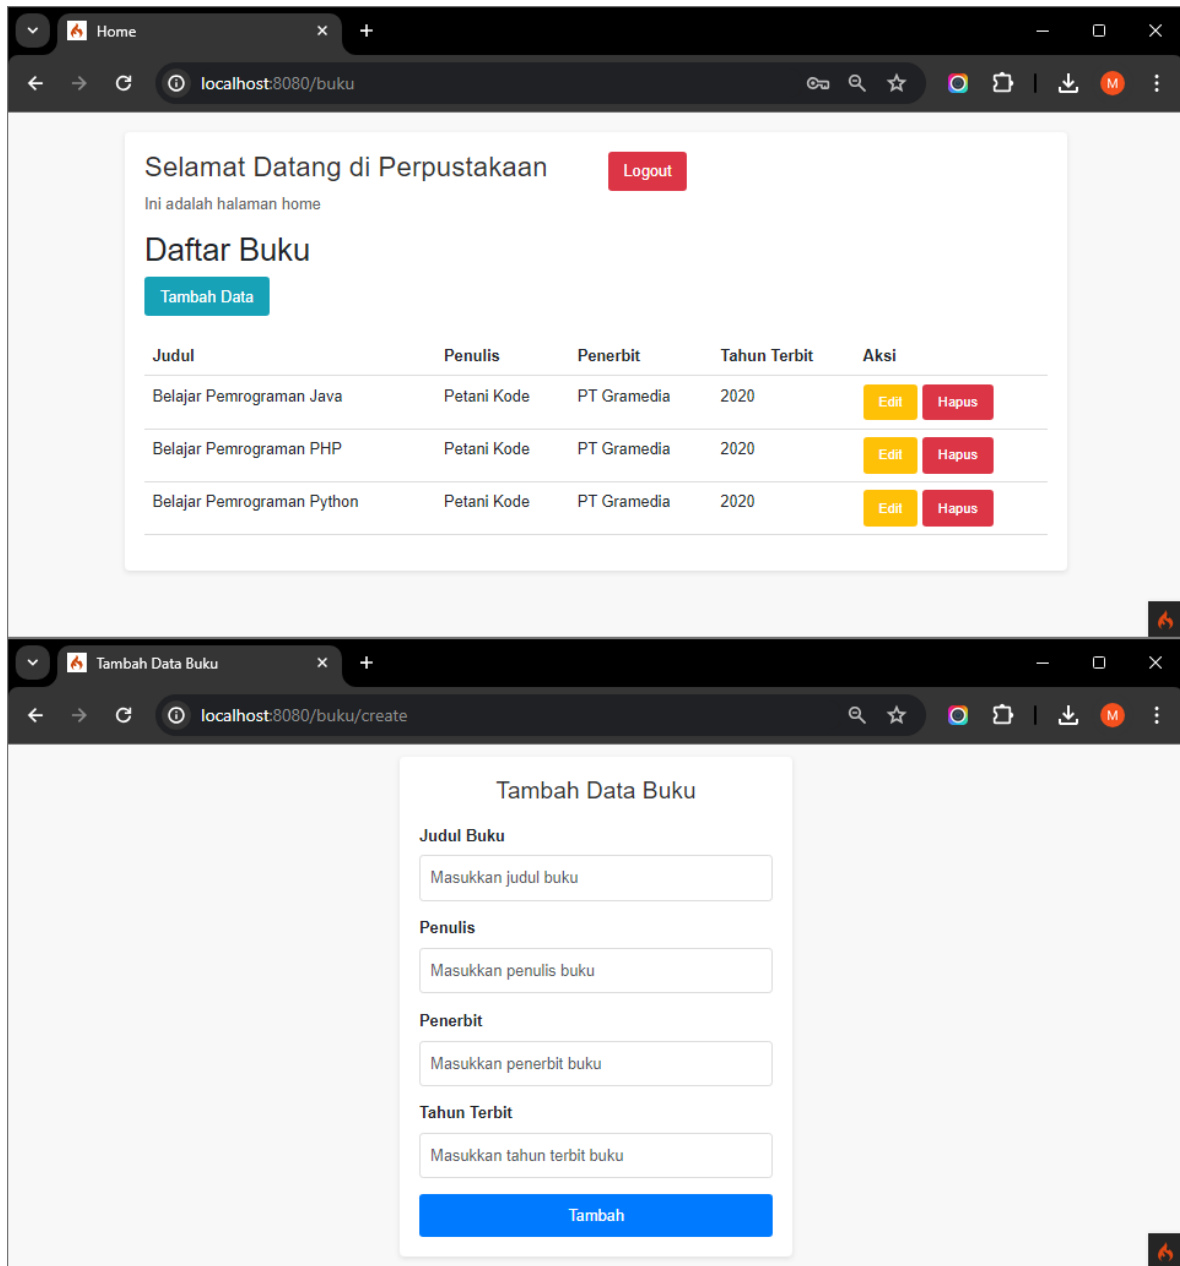 Home
localhost:8080/buku
M
Selamat Datang di Perpustakaan Logout
Ini adalah halaman home
Daftar Buku
Tambah Data
Judul Penulis Penerbit Tahun Terbit Aksi
Belajar Pemrograman Java Petani Kode PT Gramedia 2020 Edit Hapus
Belajar Pemrograman PHP Petani Kode PT Gramedia 2020 Edit Hapus
Belajar Pemrograman Python Petani Kode PT Gramedia 2020 Edit Hapus
Tambah Data Buku
localhost:8080/buku/create
M
Tambah Data Buku
Judul Buku
Masukkan judul buku
Penulis
Masukkan penulis buku
Penerbit
Masukkan penerbit buku
Tahun Terbit
Masukkan tahun terbit buku
Tambah